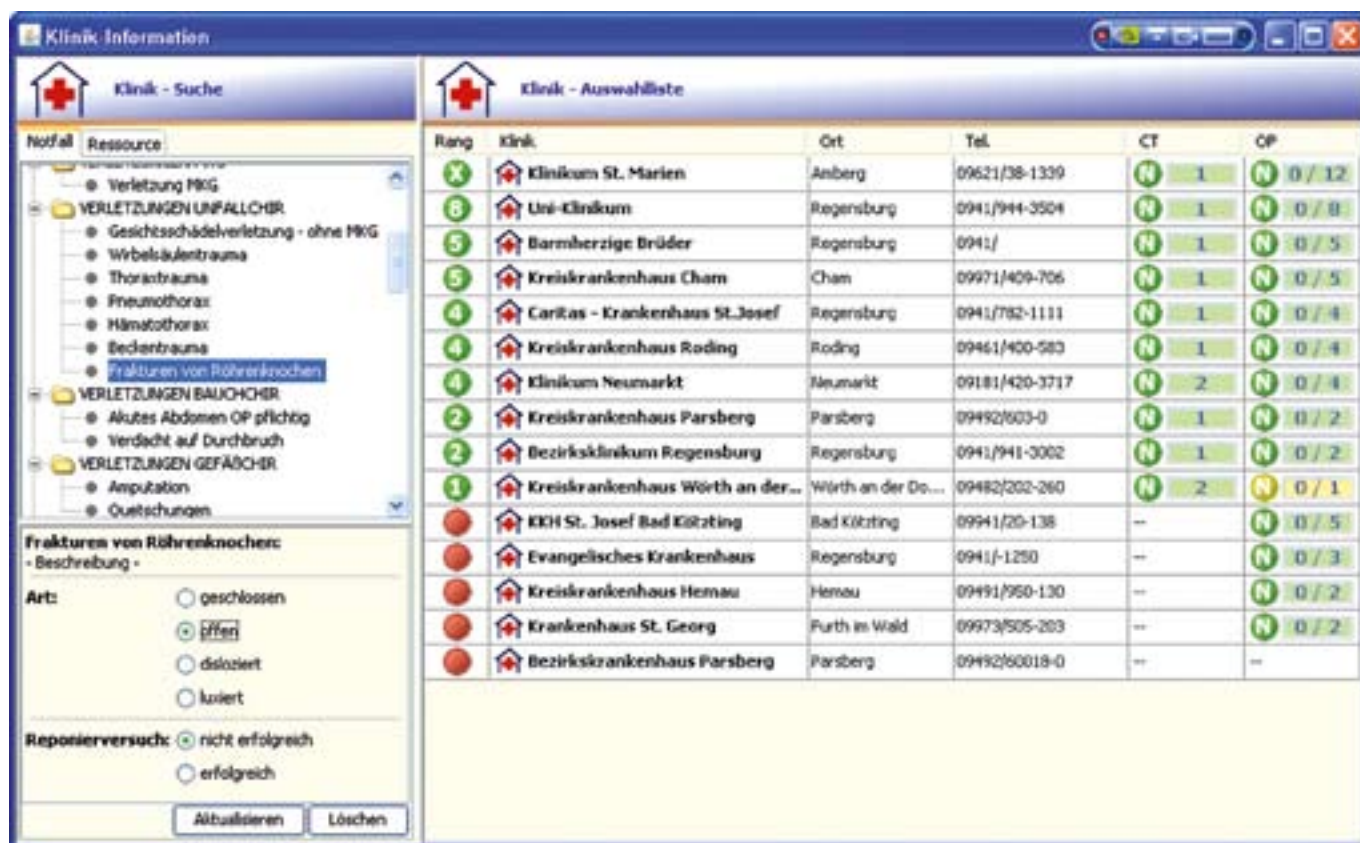 Klinik-Information
Klinik - Suche
Notfall Ressource
Verletzung MKG
VERLETZUNGEN UNFALLCHIR
Gesichtsschädelverletzung - ohne MKG
Wirbelsäulentrauma
Thoraxtrauma
Pneumothorax
Hämatothorax
Beckentrauma
Frakturen von Röhrenknochen
VERLETZUNGEN BAUCHCHIR
Akutes Abdomen OP pflichtig
Verdacht auf Durchbruch
VERLETZUNGEN GEFÄßCHIR
Amputation
Quetschungen
Frakturen von Röhrenknochen:
- Beschreibung -
Art: geschlossen
offen
disloziert
luxiert
Reponierversuch: nicht erfolgreich
erfolgreich
Aktualisieren Löschen
Klinik - Auswahlliste
Rang Klinik Ort Tel. CT OP
X Klinikum St. Marien Amberg 09621/38-1339 N 1 N 0 / 12
8 Uni-Klinikum Regensburg 0941/944-3504 N 1 N 0 / 8
5 Barmherzige Brüder Regensburg 0941/ N 1 N 0 / 5
5 Kreiskrankenhaus Cham Cham 09971/409-706 N 1 N 0 / 5
4 Caritas - Krankenhaus St.Josef Regensburg 0941/782-1111 N 1 N 0 / 4
4 Kreiskrankenhaus Roding Roding 09461/400-583 N 1 N 0 / 4
4 Klinikum Neumarkt Neumarkt 09181/420-3717 N 2 N 0 / 4
2 Kreiskrankenhaus Parsberg Parsberg 09492/603-0 N 1 N 0 / 2
2 Bezirksklinikum Regensburg Regensburg 0941/941-3002 N 1 N 0 / 2
1 Kreiskrankenhaus Wörth an der... Wörth an der Do... 09482/202-260 N 2 N 0 / 1
KKH St. Josef Bad Kötzting Bad Kötzting 09941/20-138 -- N 0 / 5
Evangelisches Krankenhaus Regensburg 0941/-1250 -- N 0 / 3
Kreiskrankenhaus Hemau Hemau 09491/950-130 -- N 0 / 2
Krankenhaus St. Georg Furth im Wald 09973/505-203 -- N 0 / 2
Bezirkskrankenhaus Parsberg Parsberg 09492/60018-0 -- --